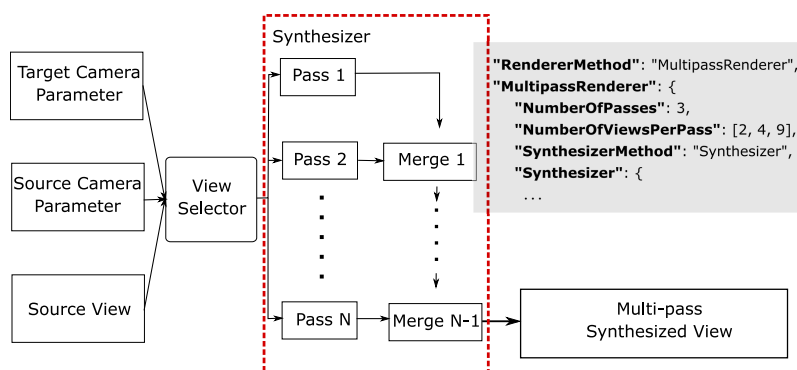 Target Camera
Parameter
Source Camera
Parameter
Source View
View
Selector
Synthesizer
Pass 1
Pass 2
Merge 1
Pass N
Merge N-1
"RendererMethod": "MultipassRenderer",
"MultipassRenderer": {
"NumberOfPasses": 3,
"NumberOfViewsPerPass": [2, 4, 9],
"SynthesizerMethod": "Synthesizer",
"Synthesizer": {
...
Multi-pass
Synthesized View